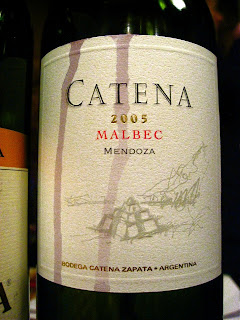 CATENA
2005
MALBEC
MENDOZA
BODEGA CATENA ZAPATA • ARGENTINA